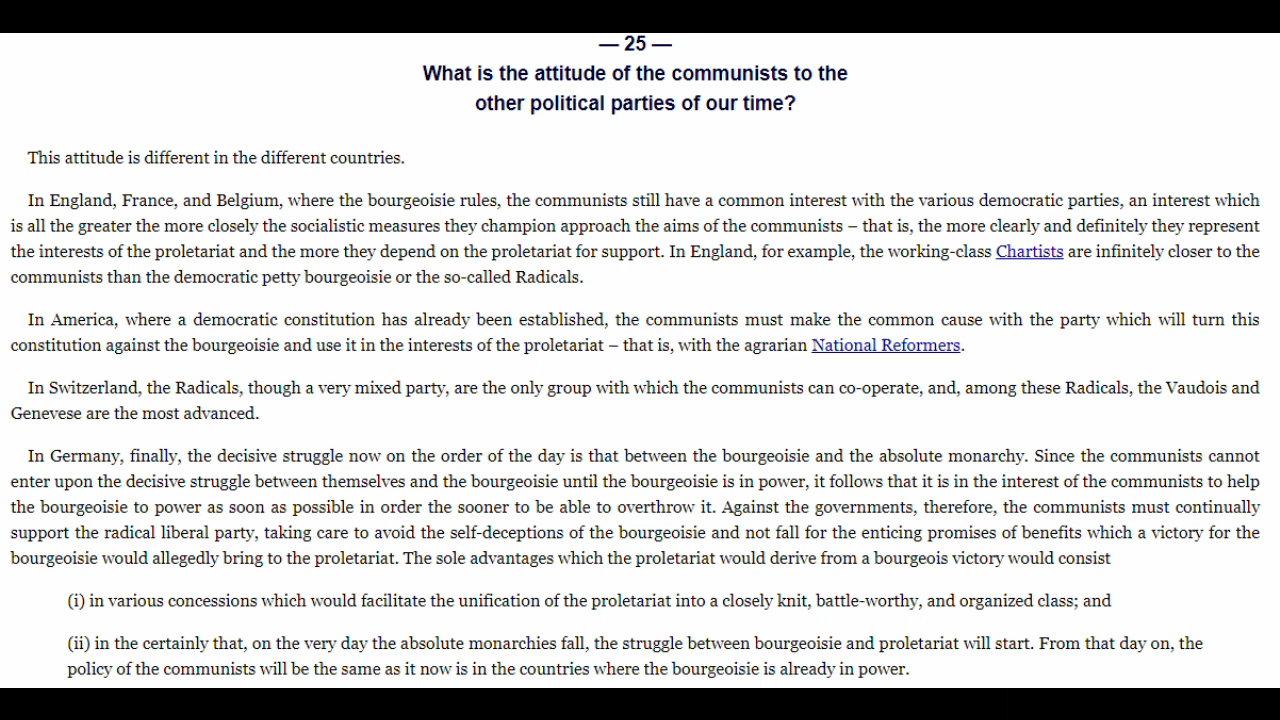 — 25 —
What is the attitude of the communists to the
other political parties of our time?
This attitude is different in the different countries.
In England, France, and Belgium, where the bourgeoisie rules, the communists still have a common interest with the various democratic parties, an interest which
is all the greater the more closely the socialistic measures they champion approach the aims of the communists – that is, the more clearly and definitely they represent
the interests of the proletariat and the more they depend on the proletariat for support. In England, for example, the working-class Chartists are infinitely closer to the
communists than the democratic petty bourgeoisie or the so-called Radicals.
In America, where a democratic constitution has already been established, the communists must make the common cause with the party which will turn this
constitution against the bourgeoisie and use it in the interests of the proletariat – that is, with the agrarian National Reformers.
In Switzerland, the Radicals, though a very mixed party, are the only group with which the communists can co-operate, and, among these Radicals, the Vaudois and
Genevese are the most advanced.
In Germany, finally, the decisive struggle now on the order of the day is that between the bourgeoisie and the absolute monarchy. Since the communists cannot
enter upon the decisive struggle between themselves and the bourgeoisie until the bourgeoisie is in power, it follows that it is in the interest of the communists to help
the bourgeoisie to power as soon as possible in order the sooner to be able to overthrow it. Against the governments, therefore, the communists must continually
support the radical liberal party, taking care to avoid the self-deceptions of the bourgeoisie and not fall for the enticing promises of benefits which a victory for the
bourgeoisie would allegedly bring to the proletariat. The sole advantages which the proletariat would derive from a bourgeois victory would consist
(i) in various concessions which would facilitate the unification of the proletariat into a closely knit, battle-worthy, and organized class; and
(ii) in the certainly that, on the very day the absolute monarchies fall, the struggle between bourgeoisie and proletariat will start. From that day on, the
policy of the communists will be the same as it now is in the countries where the bourgeoisie is already in power.